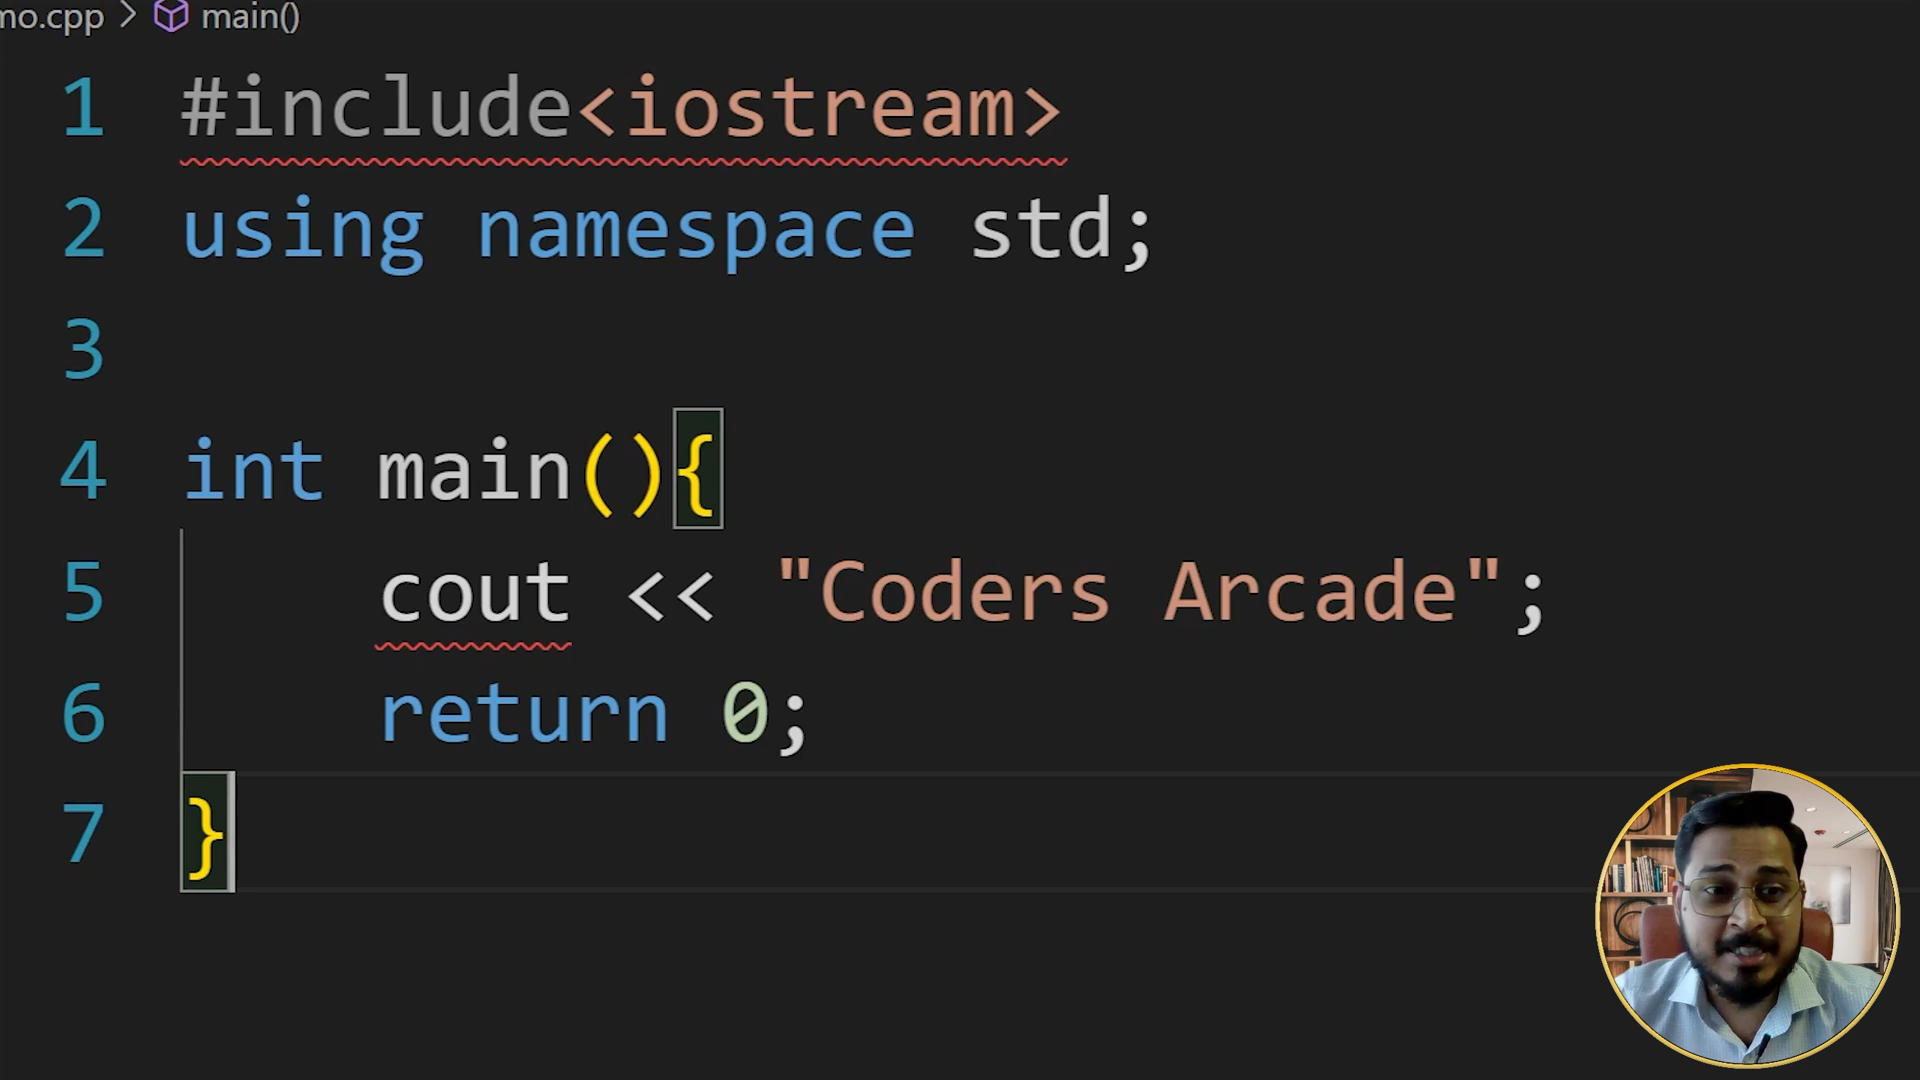 mo.cpp > main()
1 #include<iostream>
2 using namespace std;
3
4 int main(){
5 cout << "Coders Arcade";
6 return 0;
7 }